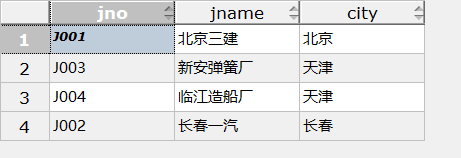 jno jname city
1 J001 北京三建 北京
2 J003 新安弹簧厂 天津
3 J004 临江造船厂 天津
4 J002 长春一汽 长春